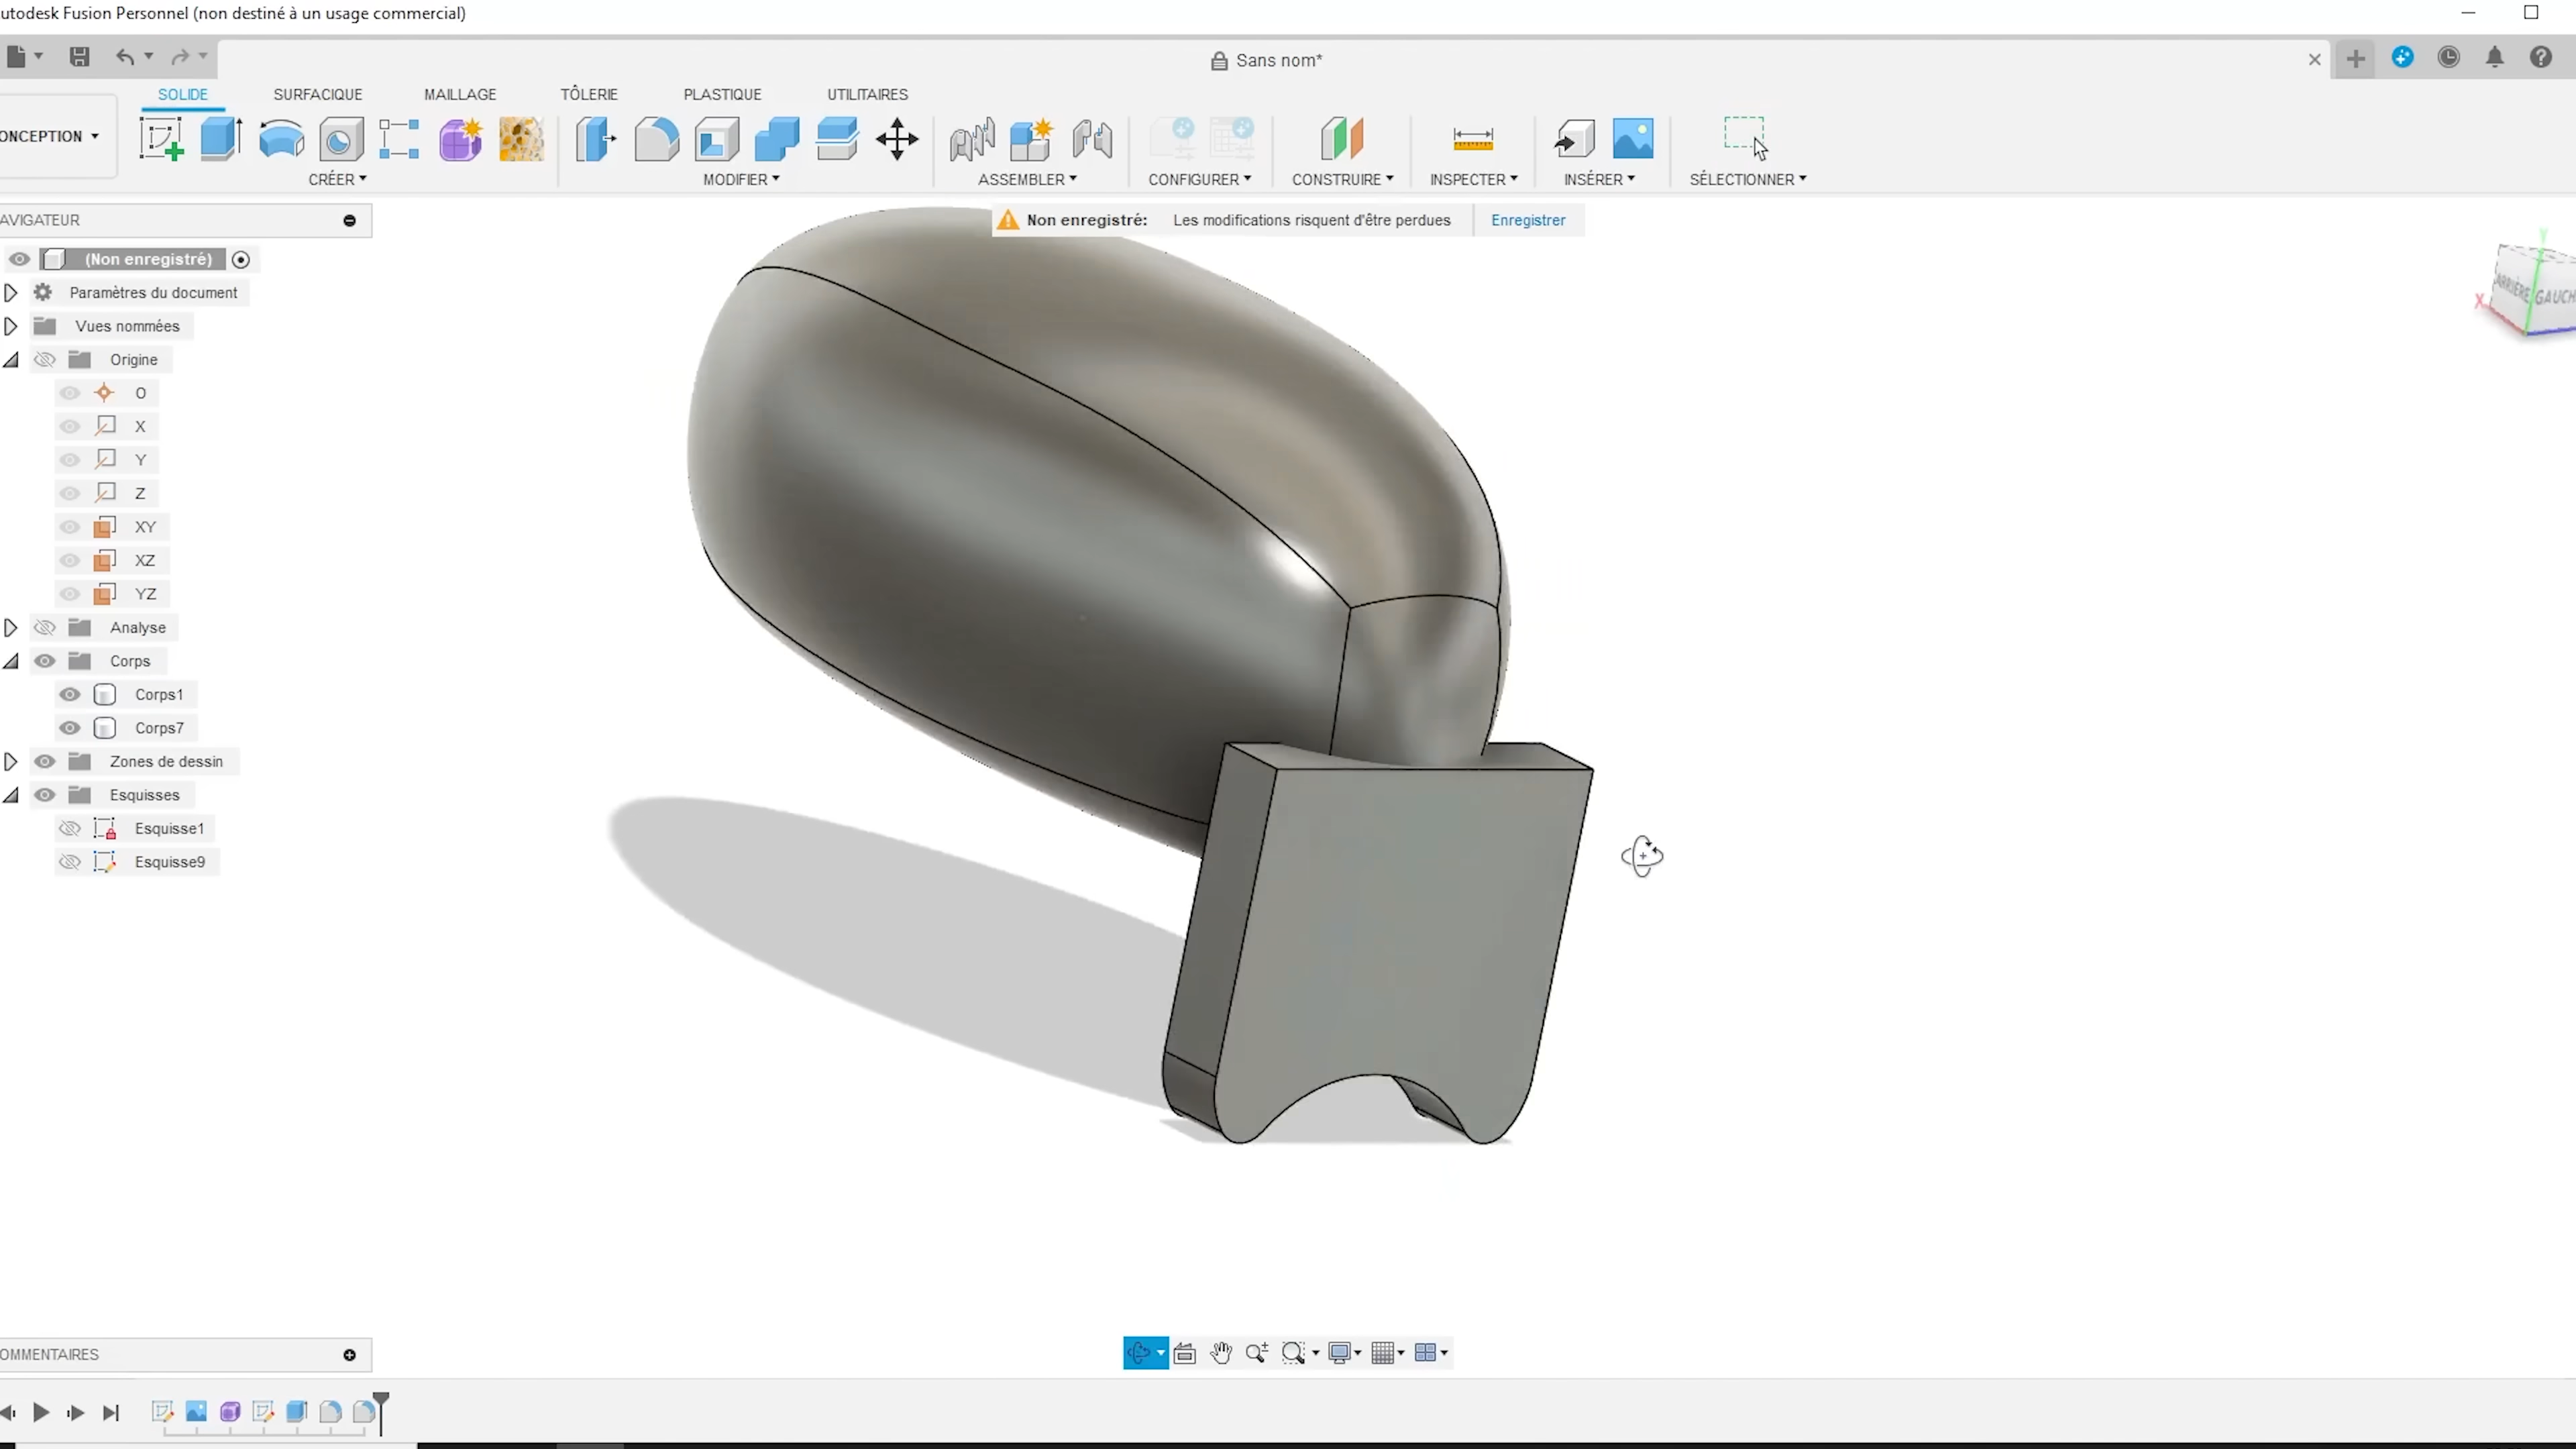 utodesk Fusion Personnel (non destiné à un usage commercial)
Sans nom*
SOLIDE SURFACIQUE MAILLAGE TÔLERIE PLASTIQUE UTILITAIRES
ONCEPTION
CRÉER MODIFIER ASSEMBLER CONFIGURER CONSTRUIRE INSPECTER INSÉRER SÉLECTIONNER
AVIGATEUR
Non enregistré: Les modifications risquent d'être perdues Enregistrer
(Non enregistré)
Paramètres du document
Vues nommées
Origine
O
X
Y
Z
XY
XZ
YZ
Analyse
Corps
Corps1
Corps7
Zones de dessin
Esquisses
Esquisse1
Esquisse9
Y
ARRIÈRE GAUCH
X
OMMENTAIRES